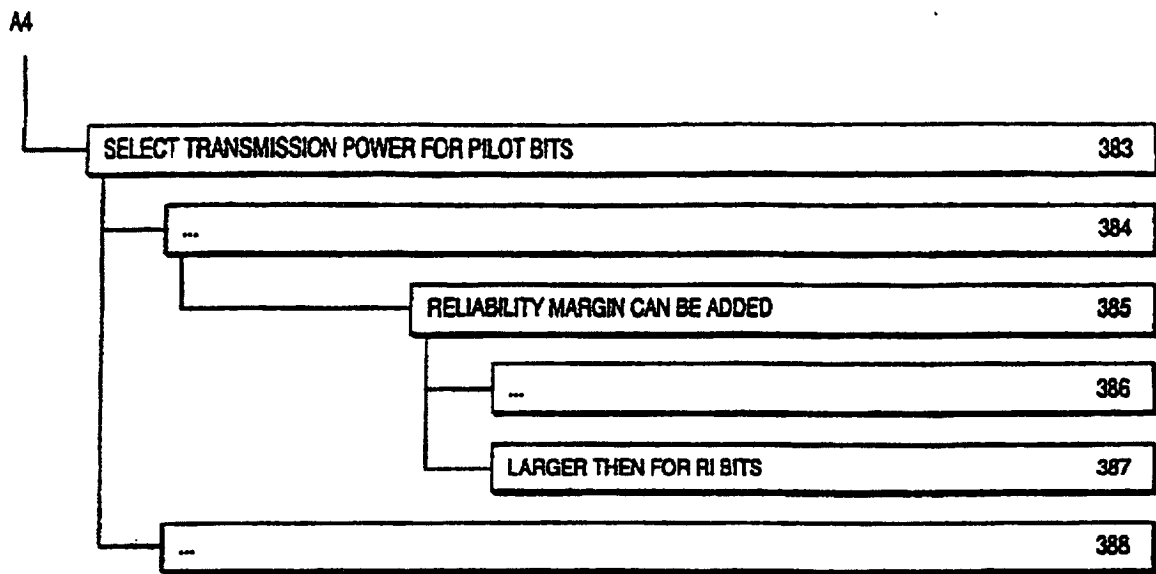 A4
SELECT TRANSMISSION POWER FOR PILOT BITS 383
... 384
RELIABILITY MARGIN CAN BE ADDED 385
... 386
LARGER THEN FOR RI BITS 387
... 388